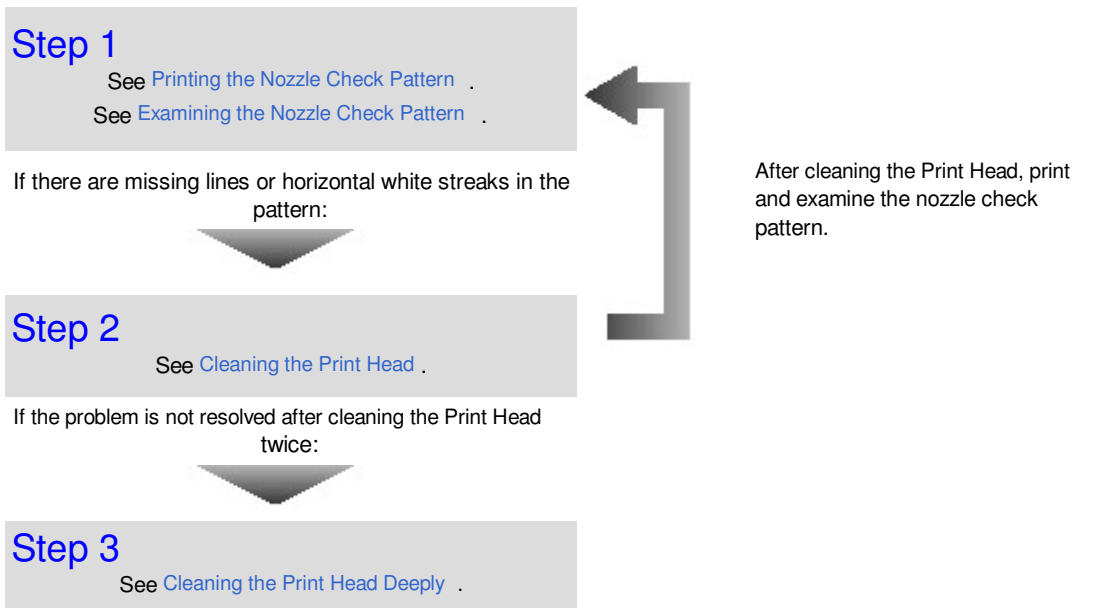 Step 1
See Printing the Nozzle Check Pattern .
See Examining the Nozzle Check Pattern .
If there are missing lines or horizontal white streaks in the
pattern:
After cleaning the Print Head, print
and examine the nozzle check
pattern.
Step 2
See Cleaning the Print Head .
If the problem is not resolved after cleaning the Print Head
twice:
Step 3
See Cleaning the Print Head Deeply .